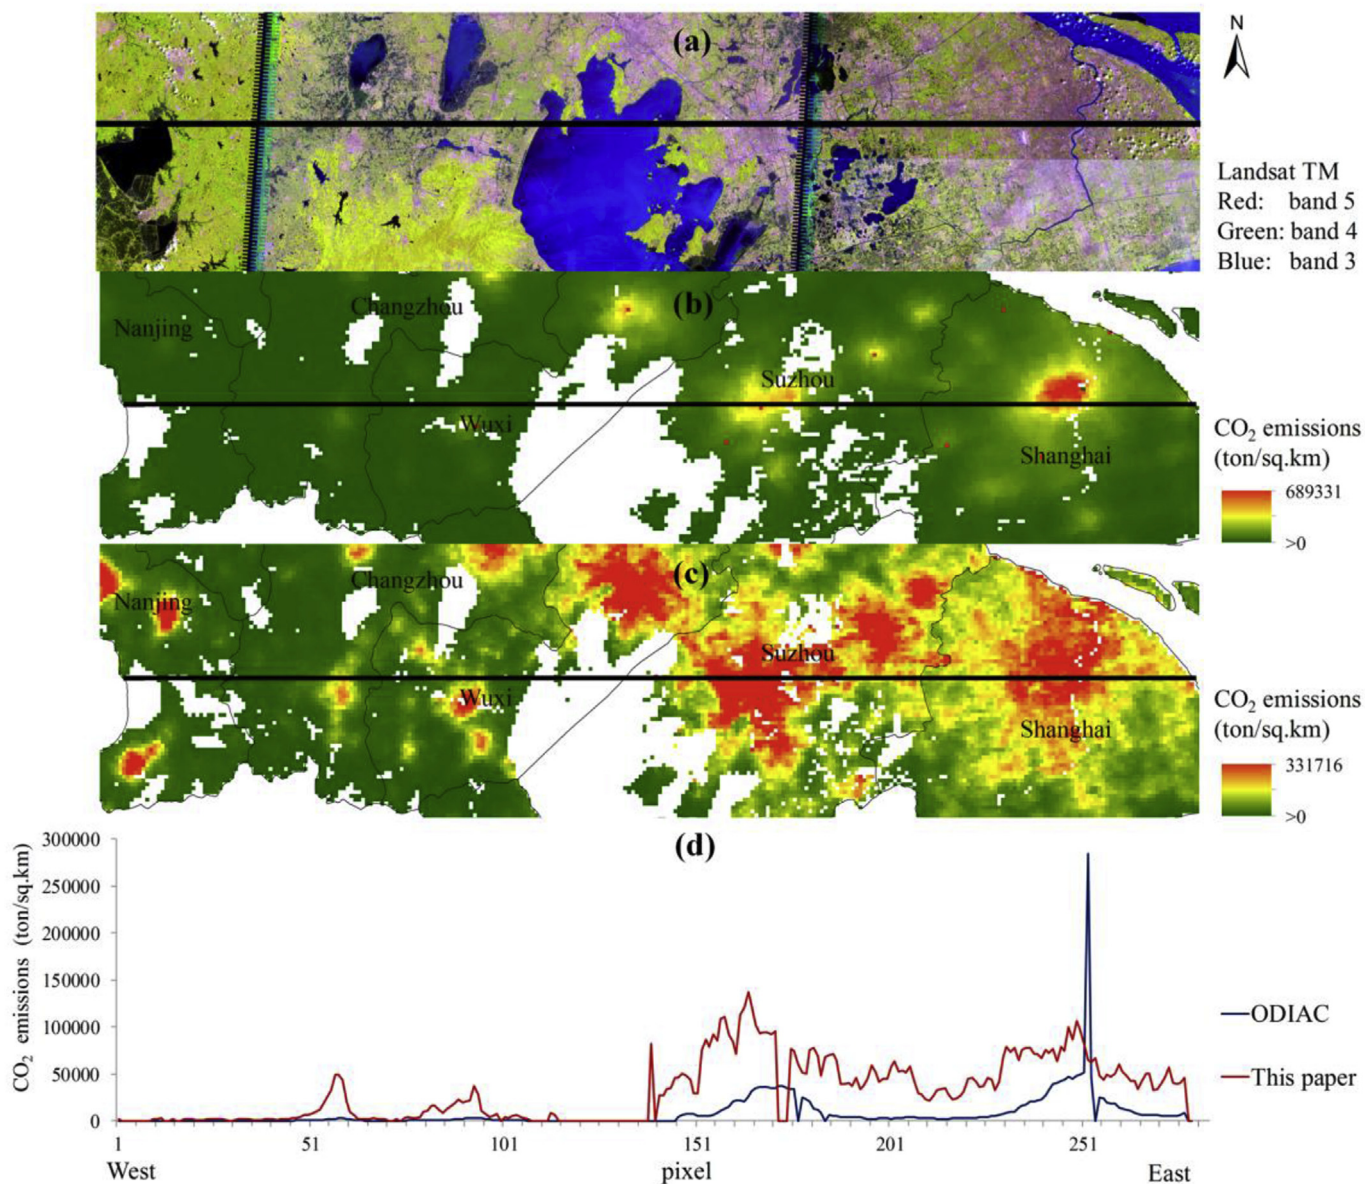 (a)
N
Landsat TM
Red: band 5
Green: band 4
Blue: band 3
(b)
Nanjing
Changzhou
Wuxi
Suzhou
Shanghai
CO2 emissions
(ton/sq.km)
689331
>0
(c)
Nanjing
Changzhou
Wuxi
Suzhou
Shanghai
CO2 emissions
(ton/sq.km)
331716
>0
(d)
CO2 emissions (ton/sq.km)
300000
250000
200000
150000
100000
50000
0
1 51 101 151 201 251
West pixel East
ODIAC
This paper